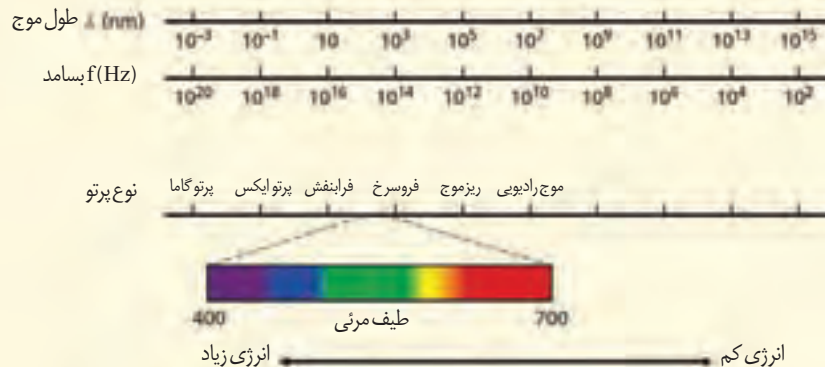 طول موج λ (nm)
10⁻³ 10⁻¹ 10 10³ 10⁵ 10⁷ 10⁹ 10¹¹ 10¹³ 10¹⁵
بسامد f(Hz)
10²⁰ 10¹⁸ 10¹⁶ 10¹⁴ 10¹² 10¹⁰ 10⁸ 10⁶ 10⁴ 10²
نوع پرتو
پرتو گاما پرتو ایکس فرابنفش فروسرخ ریزموج موج رادیویی
400 طیف مرئی 700
انرژی زیاد انرژی کم